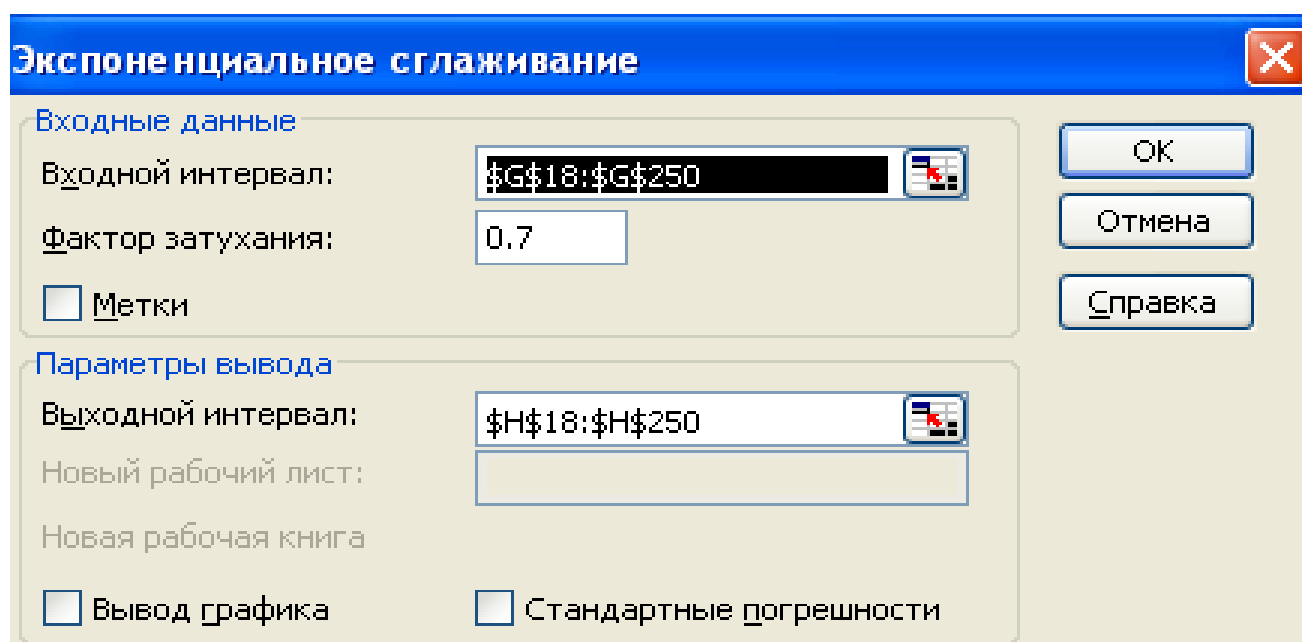 Экспоненциальное сглаживание
Входные данные
Входной интервал:
$G$18:$G$250
Фактор затухания:
0.7
Метки
ОК
Отмена
Справка
Параметры вывода
Выходной интервал:
$H$18:$H$250
Новый рабочий лист:
Новая рабочая книга
Вывод графика
Стандартные погрешности